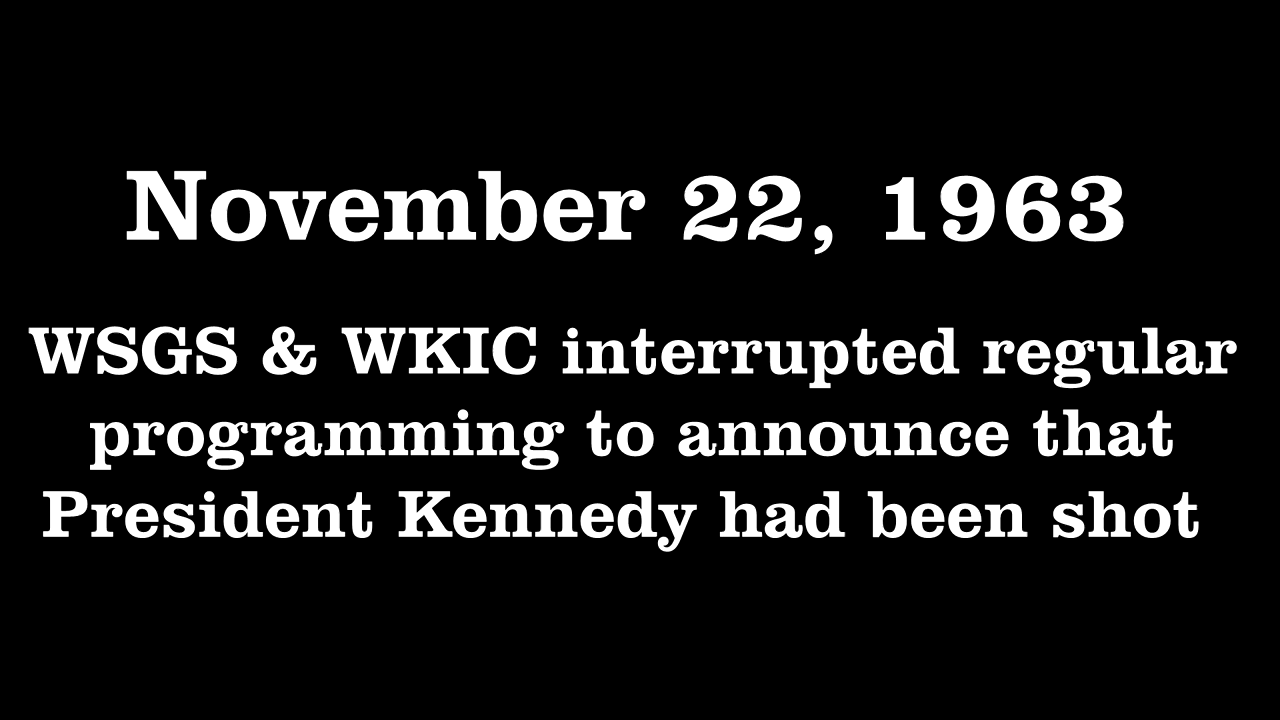 November 22, 1963
WSGS & WKIC interrupted regular
programming to announce that
President Kennedy had been shot